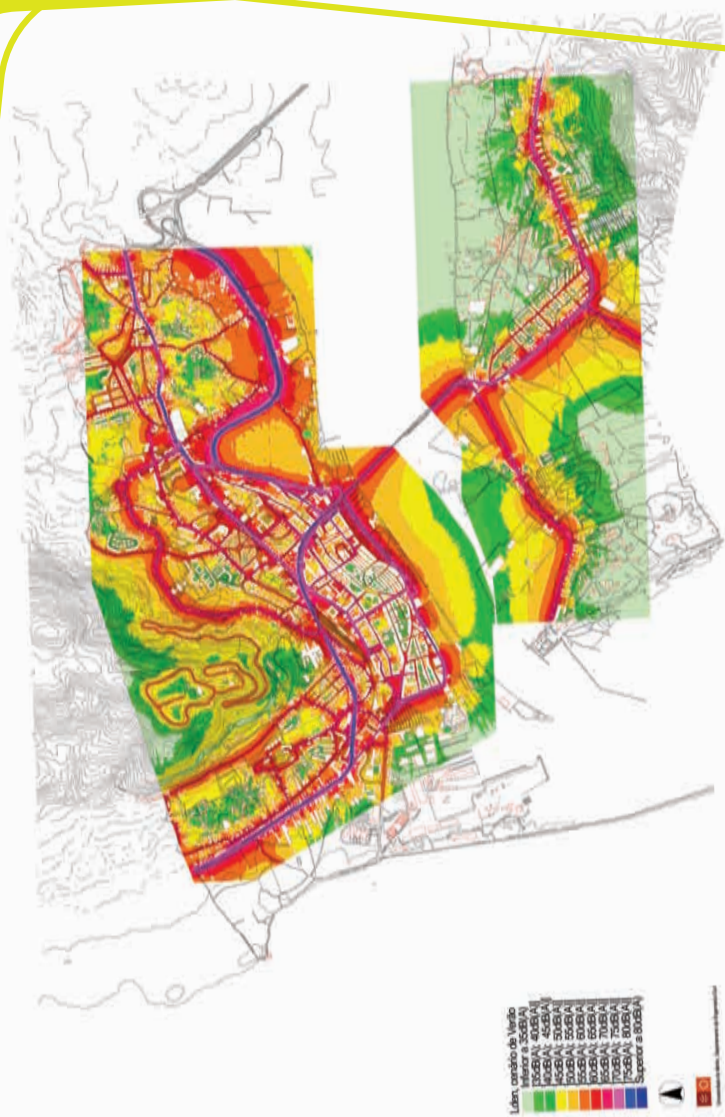 Lden, cenário de Verão
Inferior a 35dB(A)
[35dB(A); 40dB(A)[
[40dB(A); 45dB(A)[
[45dB(A); 50dB(A)[
[50dB(A); 55dB(A)[
[55dB(A); 60dB(A)[
[60dB(A); 65dB(A)[
[65dB(A); 70dB(A)[
[70dB(A); 75dB(A)[
[75dB(A); 80dB(A)[
Superior a 80dB(A)